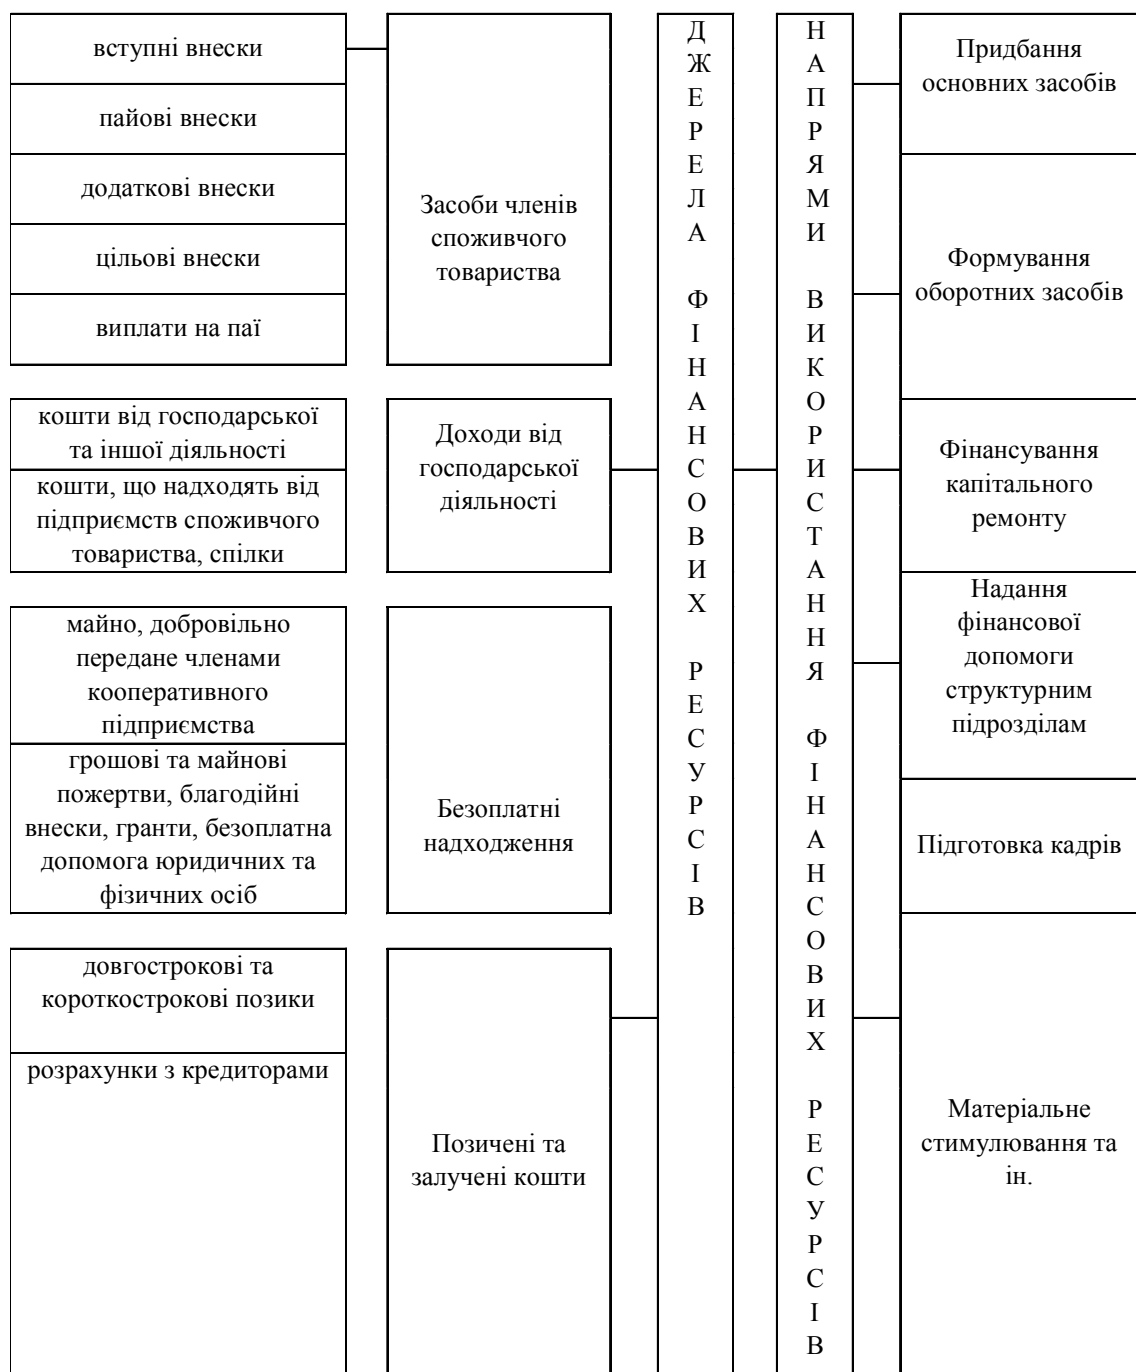 вступні внески
пайові внески
додаткові внески
цільові внески
виплати на паї
Засоби членів
споживчого
товариства
кошти від господарської
та іншої діяльності
кошти, що надходять від
підприємств споживчого
товариства, спілки
Доходи від
господарської
діяльності
майно, добровільно
передане членами
кооперативного
підприємства
грошові та майнові
пожертви, благодійні
внески, гранти, безоплатна
допомога юридичних та
фізичних осіб
Безоплатні
надходження
довгострокові та
короткострокові позики
розрахунки з кредиторами
Позичені та
залучені кошти
ДЖЕРЕЛА ФІНАНСОВИХ РЕСУРСІВ
НАПРЯМИ ВИКОРИСТАННЯ ФІНАНСОВИХ РЕСУРСІВ
Придбання
основних засобів
Формування
оборотних засобів
Фінансування
капітального
ремонту
Надання
фінансової
допомоги
структурним
підрозділам
Підготовка кадрів
Матеріальне
стимулювання та
ін.